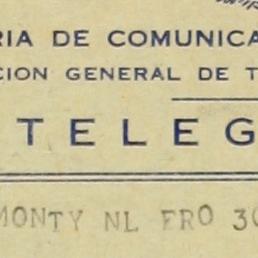 RIA DE COMUNICA
CION GENERAL DE T
TELEG
MONTY NL FRO 30